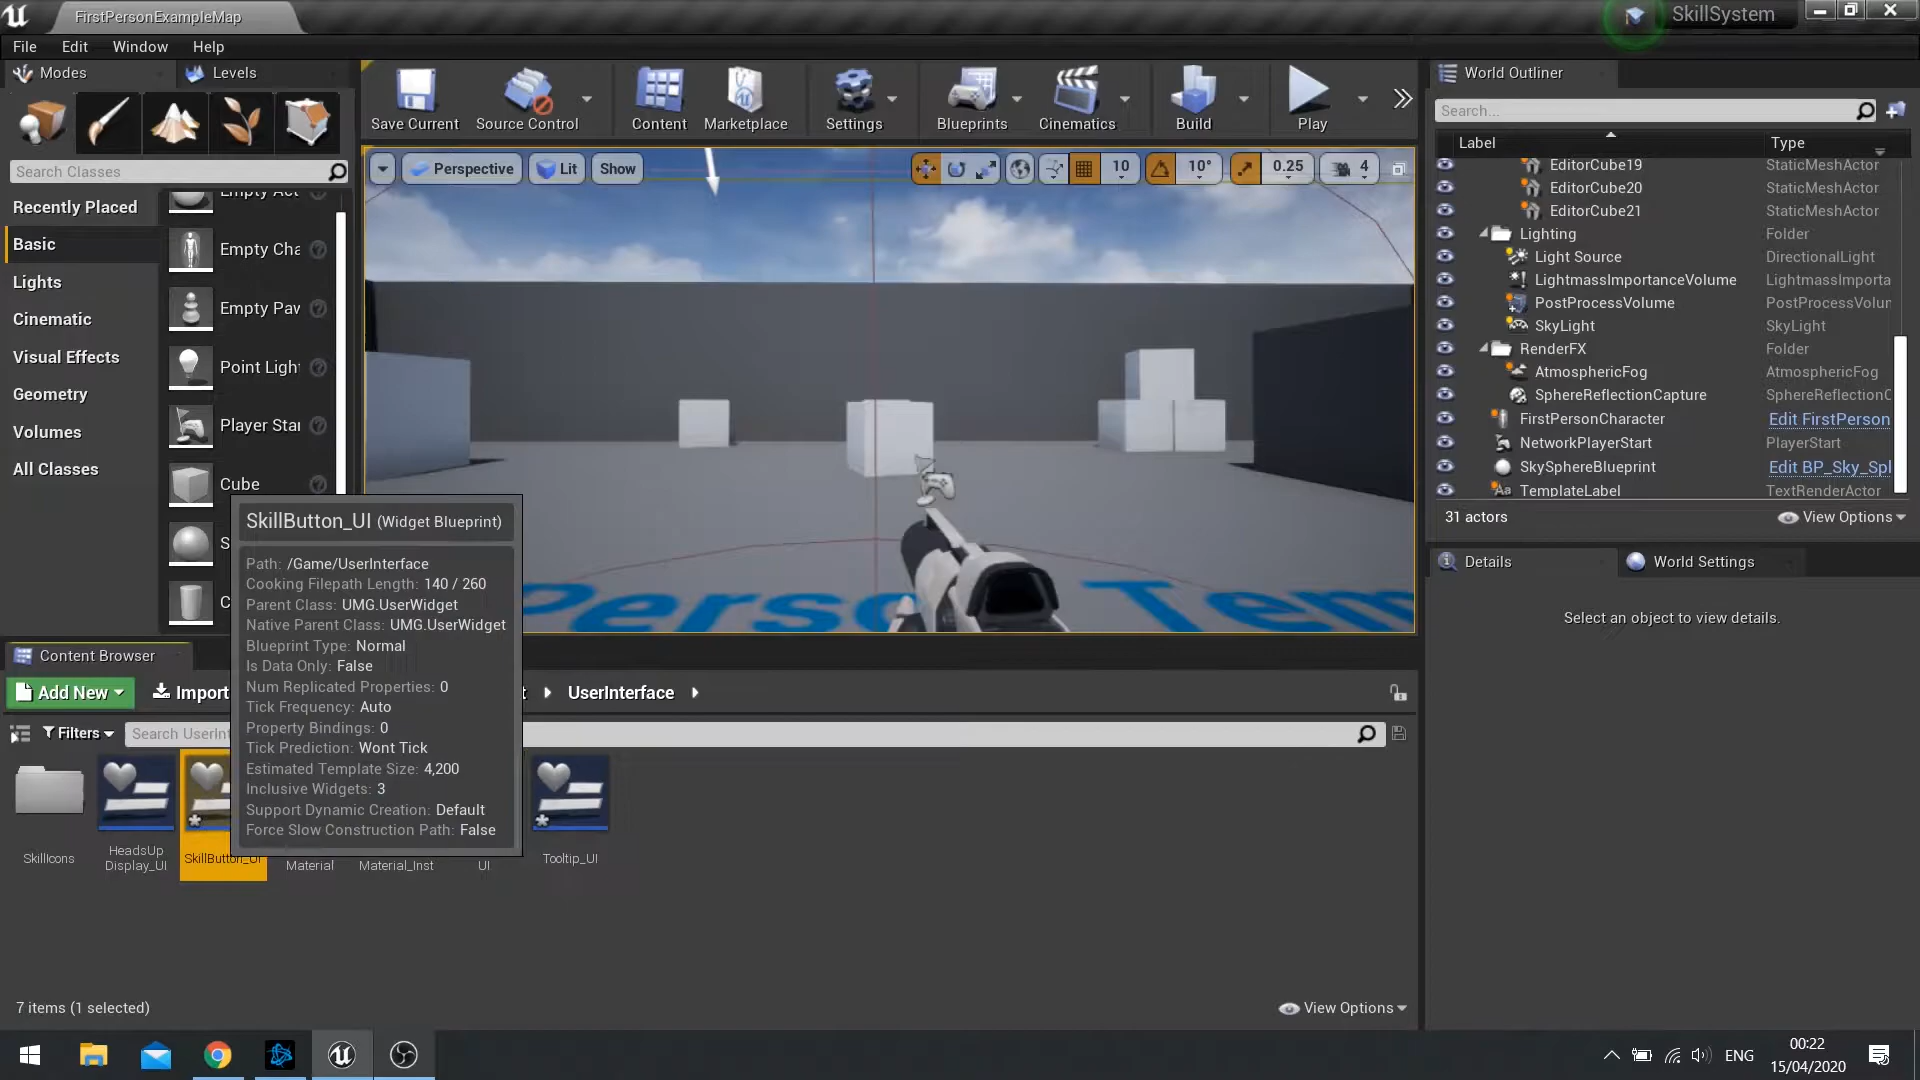 FirstPersonExampleMap
SkillSystem
File Edit Window Help
Modes
Levels
Search Classes
Recently Placed
Basic
Lights
Cinematic
Visual Effects
Geometry
Volumes
All Classes
Empty Act
Empty Cha
Empty Paw
Point Light
Player Star
Cube
S
C
Save Current
Source Control
Content
Marketplace
Settings
Blueprints
Cinematics
Build
Play
Perspective
Lit
Show
10
10°
0.25
4
Perso Tem
World Outliner
Search...
Label Type
EditorCube19 StaticMeshActor
EditorCube20 StaticMeshActor
EditorCube21 StaticMeshActor
Lighting Folder
Light Source DirectionalLight
LightmassImportanceVolume LightmassImporta
PostProcessVolume PostProcessVolun
SkyLight SkyLight
RenderFX Folder
AtmosphericFog AtmosphericFog
SphereReflectionCapture SphereReflectionC
FirstPersonCharacter Edit FirstPerson
NetworkPlayerStart PlayerStart
SkySphereBlueprint Edit BP_Sky_Spl
TemplateLabel TextRenderActor
31 actors
View Options
Details
World Settings
Select an object to view details.
SkillButton_UI (Widget Blueprint)
Path: /Game/UserInterface
Cooking Filepath Length: 140 / 260
Parent Class: UMG.UserWidget
Native Parent Class: UMG.UserWidget
Blueprint Type: Normal
Is Data Only: False
Num Replicated Properties: 0
Tick Frequency: Auto
Property Bindings: 0
Tick Prediction: Wont Tick
Estimated Template Size: 4,200
Inclusive Widgets: 3
Support Dynamic Creation: Default
Force Slow Construction Path: False
Content Browser
Add New
Import
t
UserInterface
Filters
Search UserInt
SkillIcons
HeadsUp
Display_UI
SkillButton_UI
Material
Material_Inst
UI
Tooltip_UI
7 items (1 selected)
View Options
ENG
00:22
15/04/2020